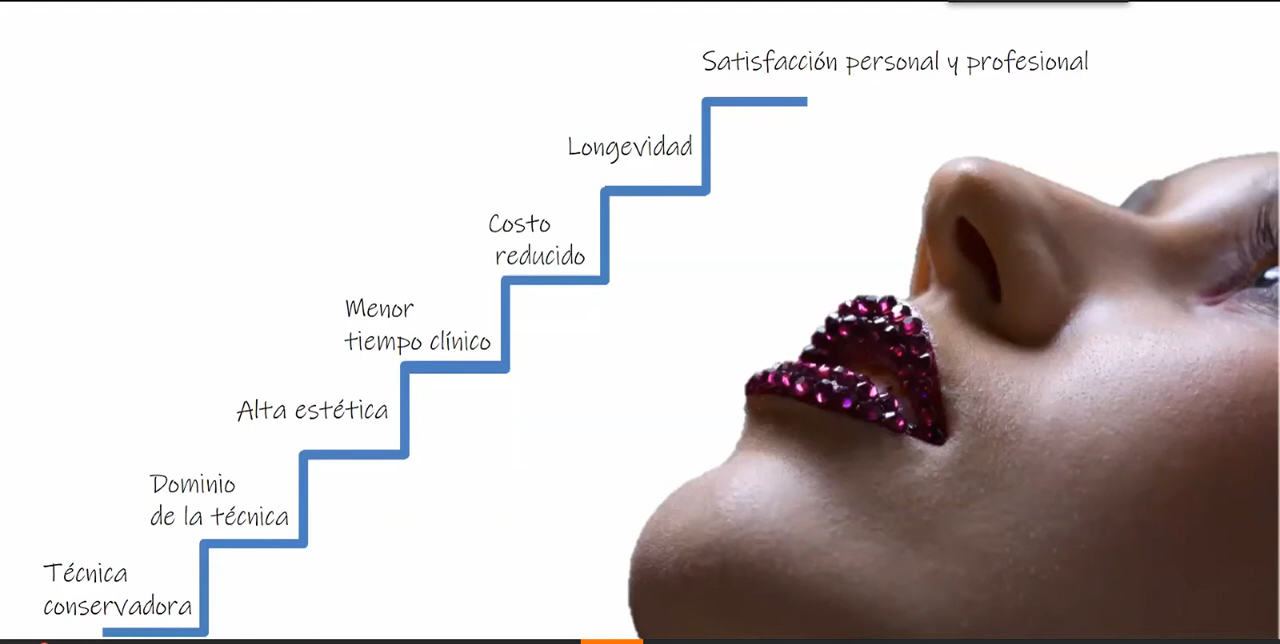 Satisfacción personal y profesional
Longevidad
Costo
reducido
Menor
tiempo clínico
Alta estética
Dominio
de la técnica
Técnica
conservadora